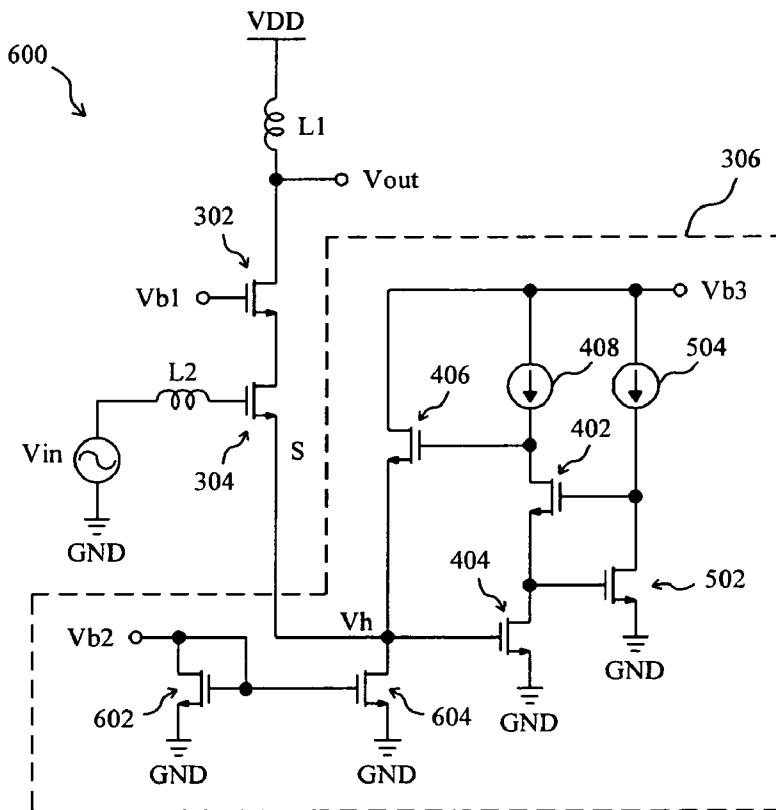 VDD
600
L1
Vout
306
302
Vb1
Vb3
408
504
L2
406
402
Vin
S
304
GND
404
502
Vh
Vb2
GND
602
604
GND
GND
GND